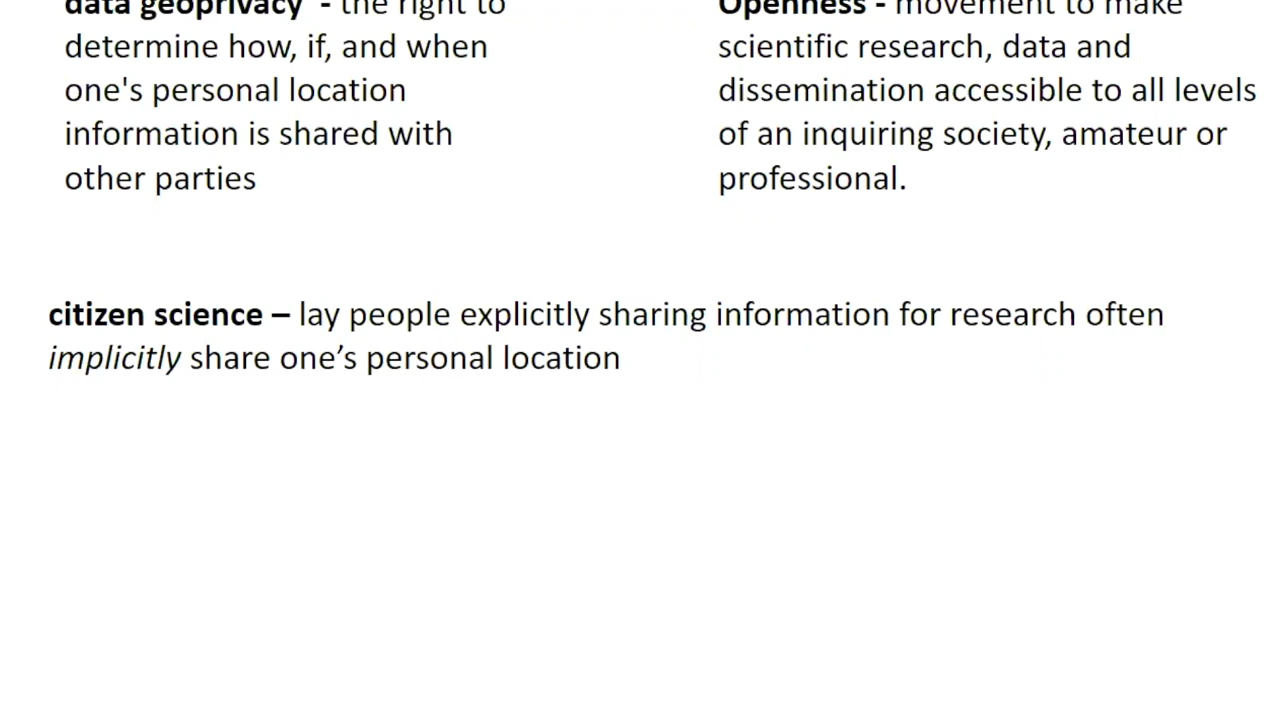 data geoprivacy - the right to
determine how, if, and when
one's personal location
information is shared with
other parties
Openness - movement to make
scientific research, data and
dissemination accessible to all levels
of an inquiring society, amateur or
professional.
citizen science – lay people explicitly sharing information for research often
implicitly share one’s personal location